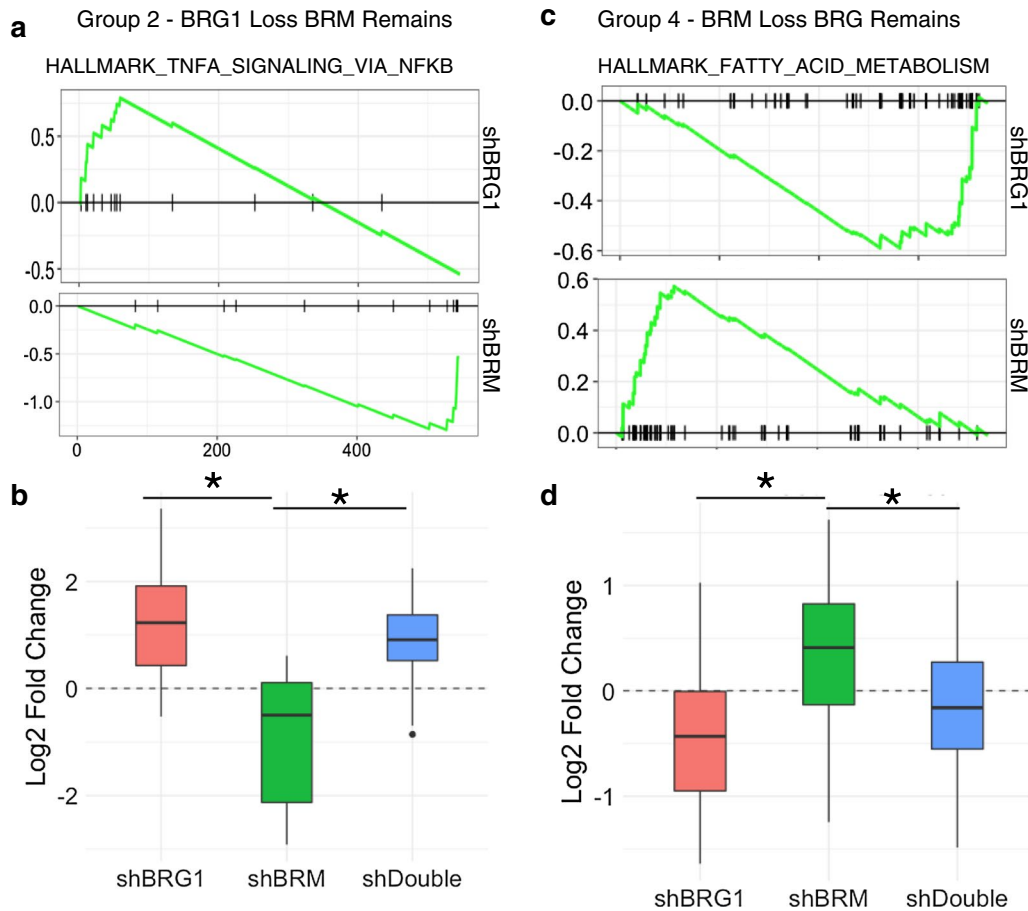 a
Group 2 - BRG1 Loss BRM Remains
HALLMARK_TNFA_SIGNALING_VIA_NFKB
0.5
0.0
-0.5
shBRG1
0.0
-0.5
-1.0
shBRM
0
200
400
b
*
*
Log2 Fold Change
2
0
-2
shBRG1
shBRM
shDouble
c
Group 4 - BRM Loss BRG Remains
HALLMARK_FATTY_ACID_METABOLISM
0.0
-0.2
-0.4
-0.6
shBRG1
0.6
0.4
0.2
0.0
shBRM
d
*
*
Log2 Fold Change
1
0
-1
shBRG1
shBRM
shDouble